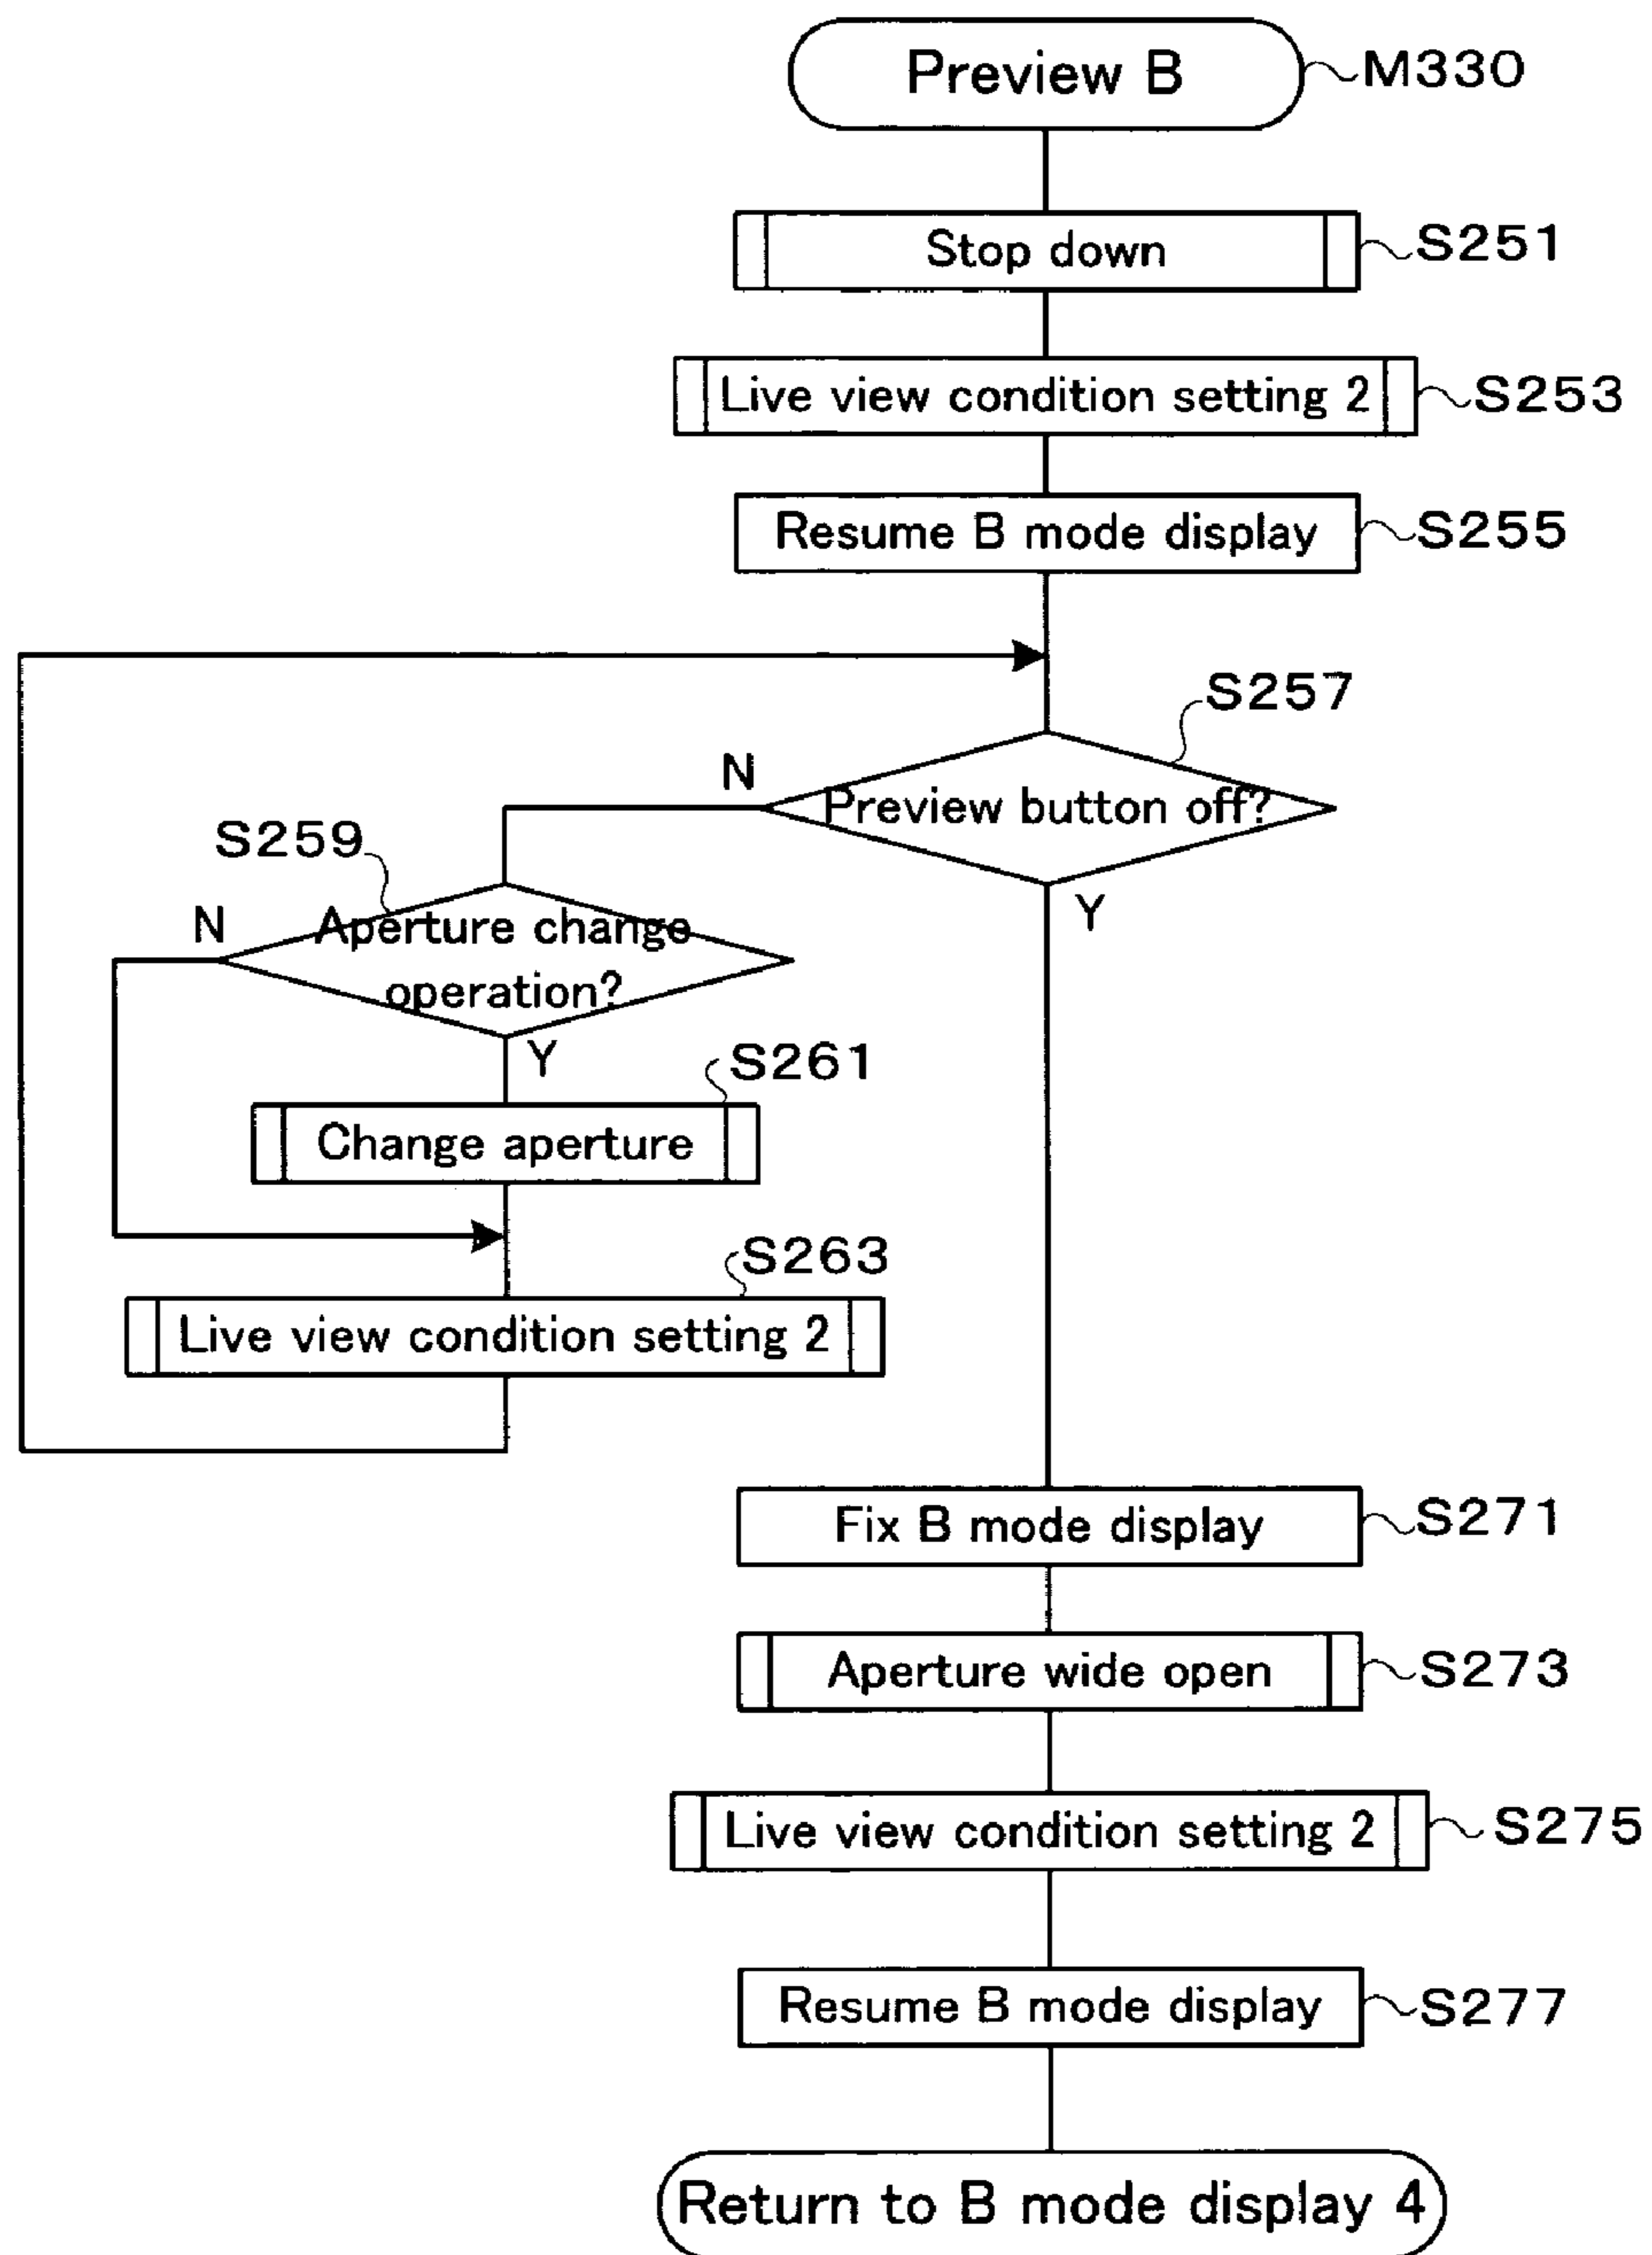 Preview B
M330
Stop down
S251
Live view condition setting 2
S253
Resume B mode display
S255
S257
N
Preview button off?
Y
S259
N
Aperture change
operation?
Y
S261
Change aperture
S263
Live view condition setting 2
Fix B mode display
S271
Aperture wide open
S273
Live view condition setting 2
S275
Resume B mode display
S277
Return to B mode display 4